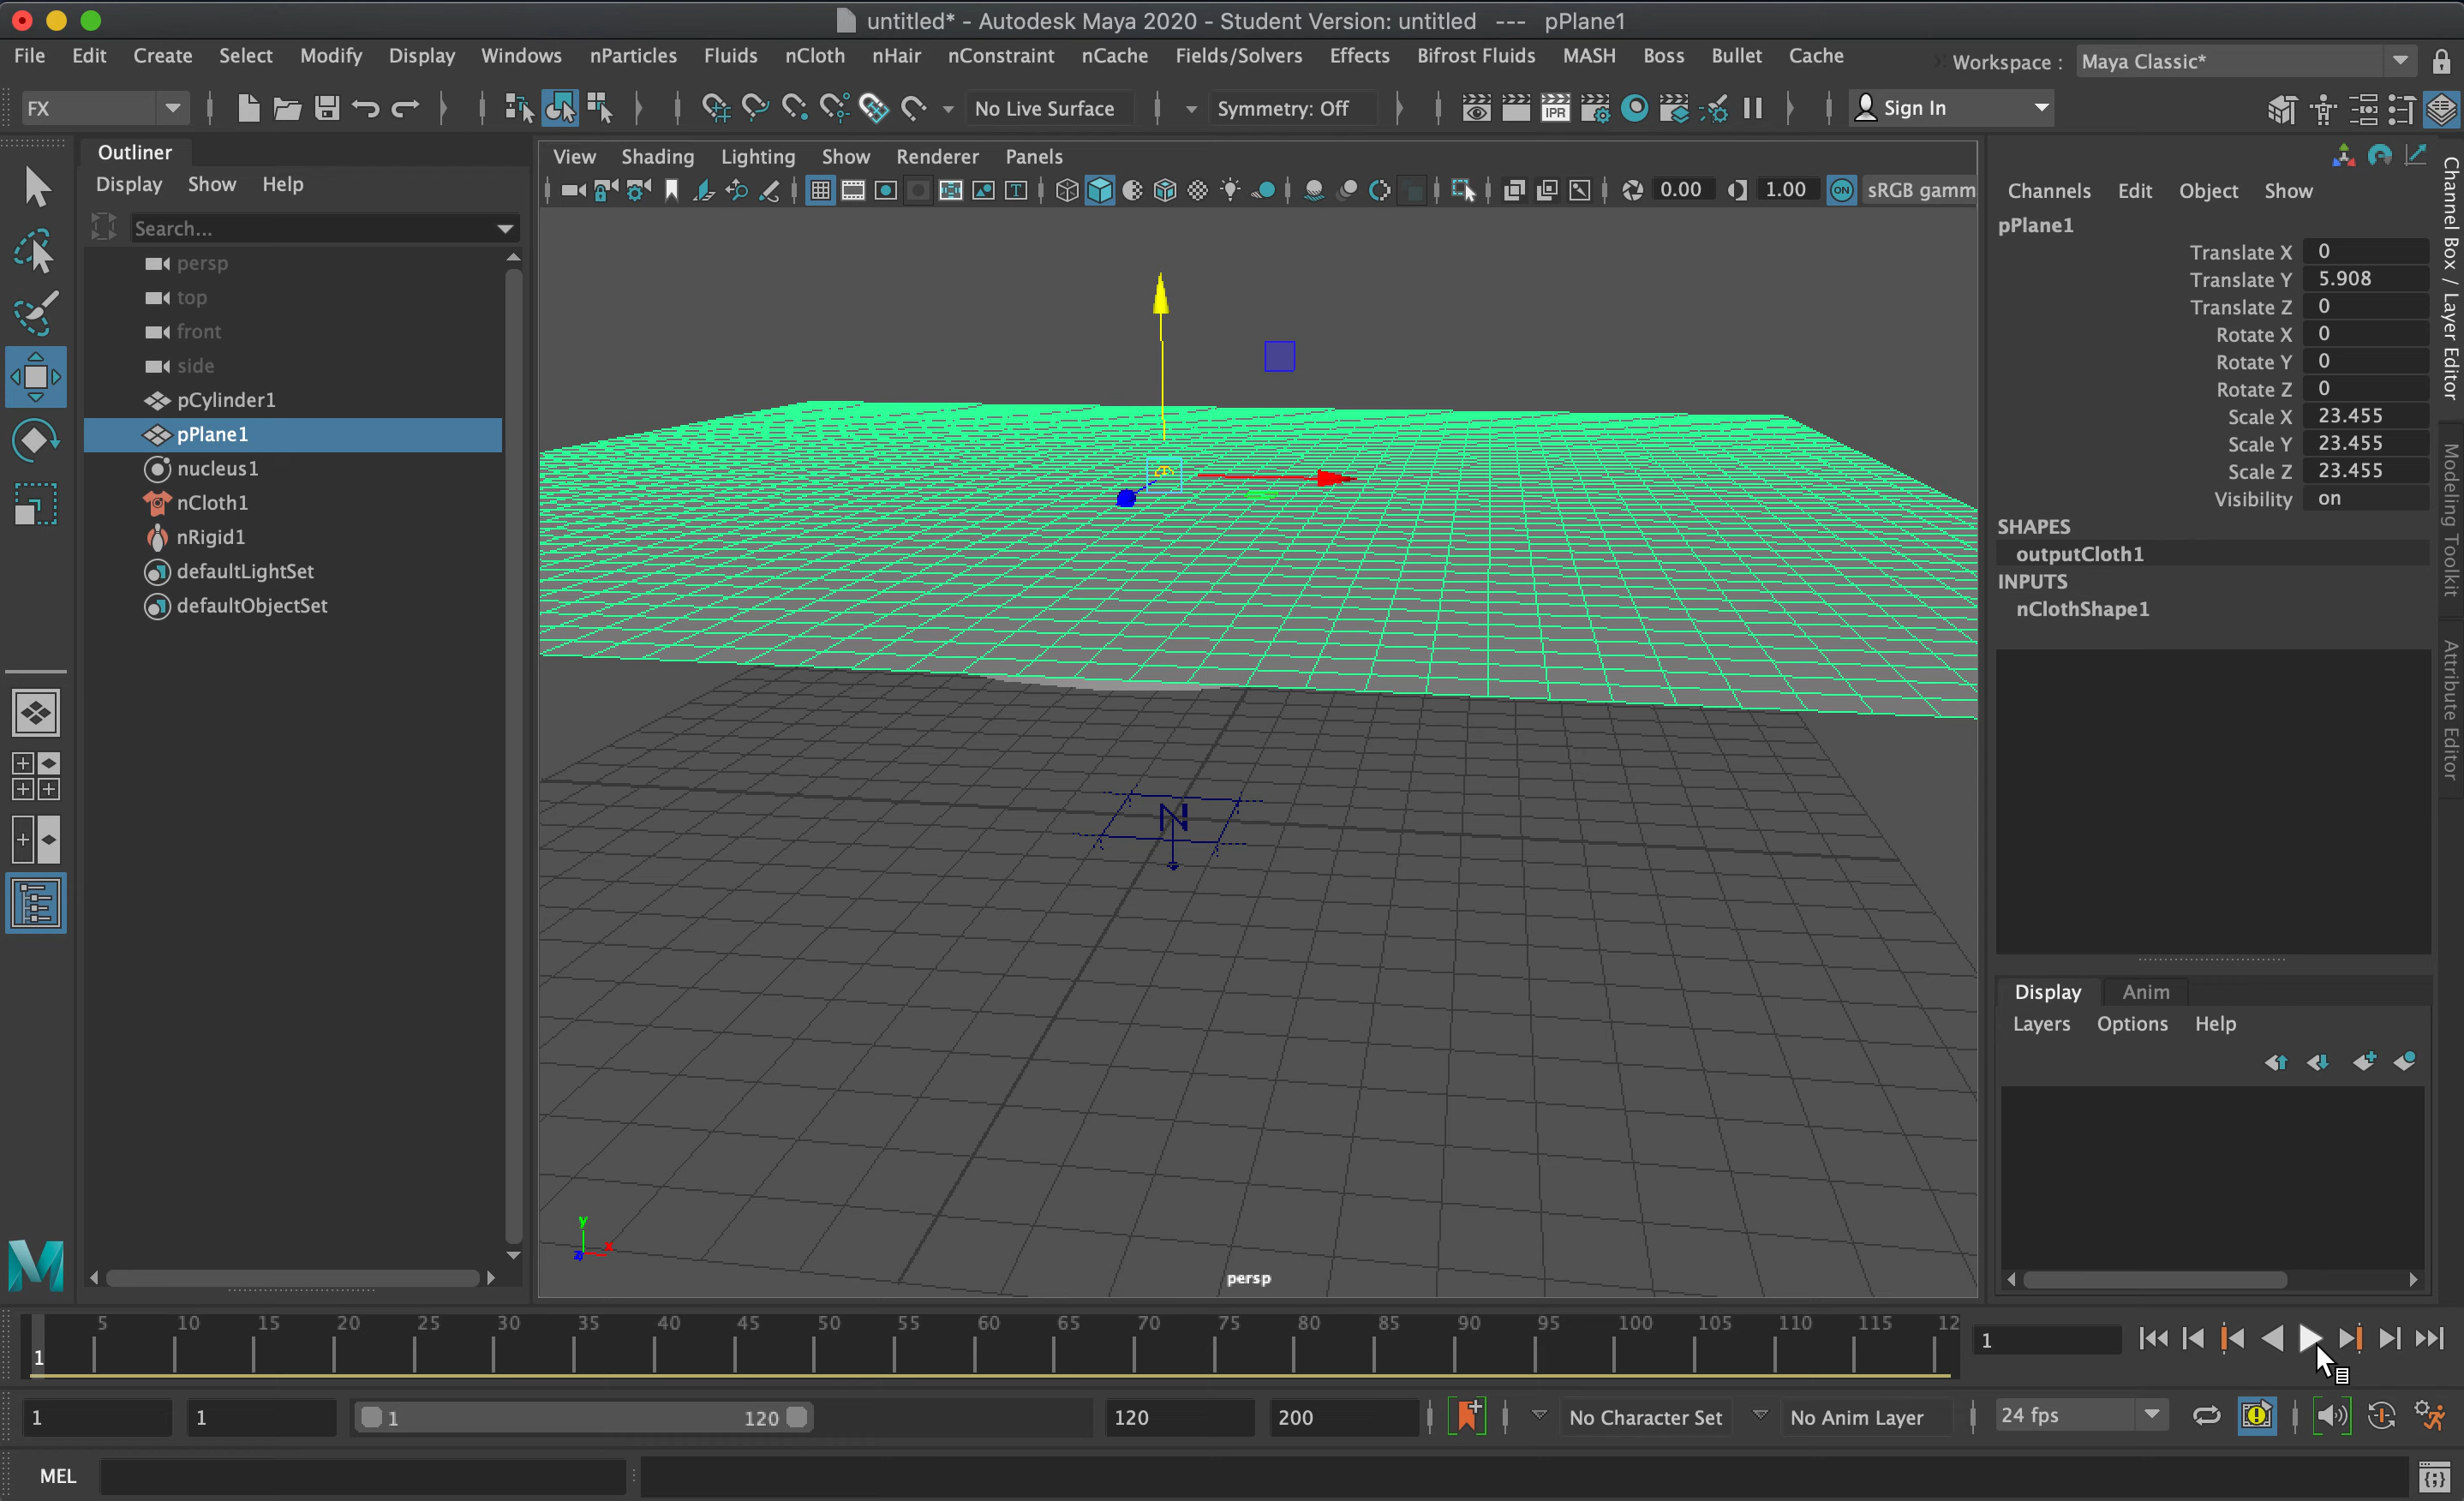 untitled* - Autodesk Maya 2020 - Student Version: untitled --- pPlane1
File Edit Create Select Modify Display Windows nParticles Fluids nCloth nHair nConstraint nCache Fields/Solvers Effects Bifrost Fluids MASH Boss Bullet Cache Workspace : Maya Classic*
FX No Live Surface Symmetry: Off IPR Sign In
Outliner
Display Show Help
Search...
persp
top
front
side
pCylinder1
pPlane1
nucleus1
nCloth1
nRigid1
defaultLightSet
defaultObjectSet
View Shading Lighting Show Renderer Panels
0.00 1.00 ON sRGB gamm
N
y
z x
persp
Channels Edit Object Show
pPlane1
Translate X 0
Translate Y 5.908
Translate Z 0
Rotate X 0
Rotate Y 0
Rotate Z 0
Scale X 23.455
Scale Y 23.455
Scale Z 23.455
Visibility on
SHAPES
outputCloth1
INPUTS
nClothShape1
Display Anim
Layers Options Help
Channel Box / Layer Editor
Modeling Toolkit
Attribute Editor
M
5 10 15 20 25 30 35 40 45 50 55 60 65 70 75 80 85 90 95 100 105 110 115 12
1
1
1 1 1 120 120 200 No Character Set No Anim Layer 24 fps
MEL